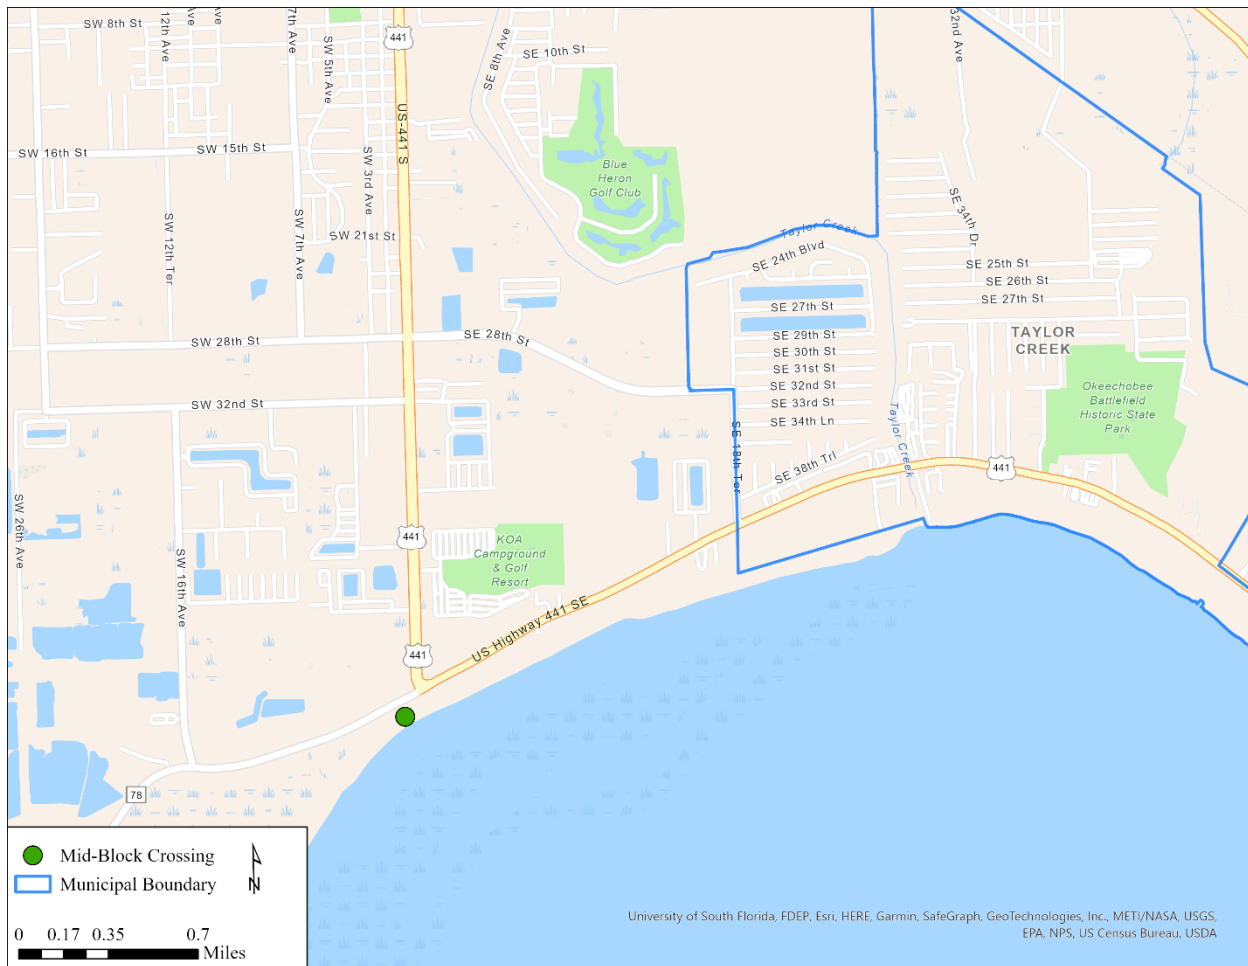 SW 8th St
12th Ave
Ave
7th Ave
SW 5th Ave
441
SE 8th Ave
SE 10th St
32nd Ave
US-441 S
SW 16th St
SW 15th St
SW 3rd Ave
Blue
Heron
Golf Club
SW 12th Ter
SW 7th Ave
SW 21st St
Taylor Creek
SE 24th Blvd
SE 34th Dr
SE 25th St
SE 26th St
SE 27th St
SE 27th St
TAYLOR
CREEK
SW 28th St
SE 28th St
SE 29th St
SE 30th St
SE 31st St
SE 32nd St
SE 33rd St
SE 34th Ln
SW 32nd St
Okeechobee
Battlefield
Historic State
Park
Taylor Creek
SE 18th Ter
SE 38th Trl
441
SW 26th Ave
SW 16th Ave
441
KOA
Campground
& Golf
Resort
US Highway 441 SE
441
78
Mid-Block Crossing
Municipal Boundary
N
0 0.17 0.35 0.7
Miles
University of South Florida, FDEP, Esri, HERE, Garmin, SafeGraph, GeoTechnologies, Inc., METI/NASA, USGS,
EPA, NPS, US Census Bureau, USDA